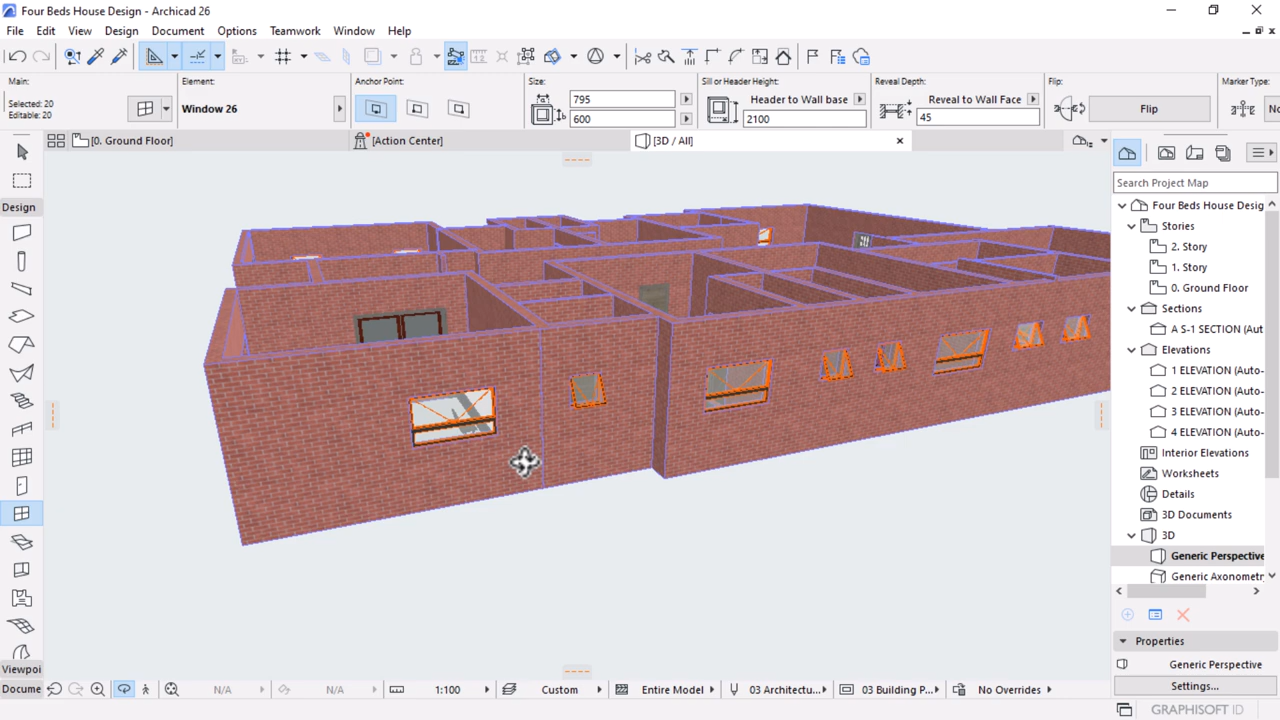 Four Beds House Design - Archicad 26
File Edit View Design Document Options Teamwork Window Help
Main: Element: Anchor Point: Size: Sill or Header Height: Reveal Depth: Flip: Marker Type
Selected: 20
Editable: 20
Window 26
795
600
Header to Wall base
2100
Reveal to Wall Face
45
Flip
No
[0. Ground Floor]
[Action Center]
[3D / All]
Search Project Map
Design
Four Beds House Desig
Stories
2. Story
1. Story
0. Ground Floor
Sections
A S-1 SECTION (Aut
Elevations
1 ELEVATION (Auto-
2 ELEVATION (Auto-
3 ELEVATION (Auto-
4 ELEVATION (Auto-
Interior Elevations
Worksheets
Details
3D Documents
3D
Generic Perspective
Generic Axonometr
Properties
Generic Perspective
Settings...
Viewpoi
Docume
N/A N/A 1:100 Custom Entire Model 03 Architectu... 03 Building P... No Overrides
GRAPHISOFT ID